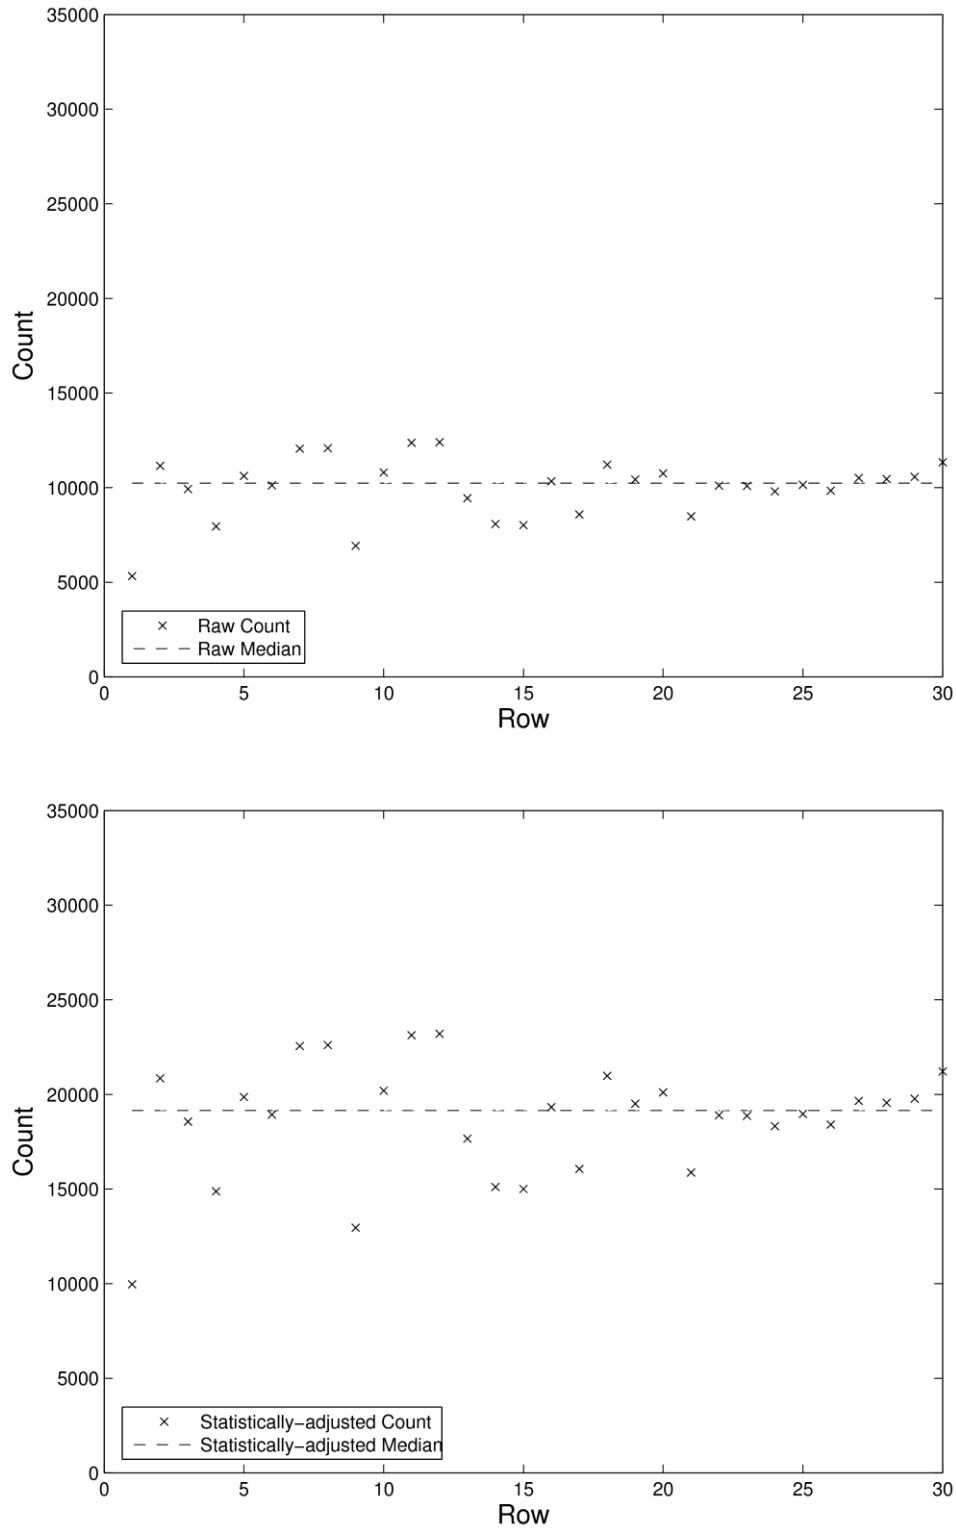 35000
30000
25000
20000
15000
10000
5000
0
Count
Raw Count
Raw Median
0 5 10 15 20 25 30
Row
35000
30000
25000
20000
15000
10000
5000
0
Count
Statistically-adjusted Count
Statistically-adjusted Median
0 5 10 15 20 25 30
Row